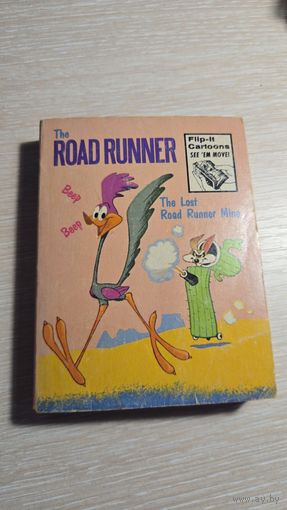 The
ROAD RUNNER
Flip-It
Cartoons
SEE 'EM MOVE!
Beep
Beep!
The Lost
Road Runner Mine
www.ay.by